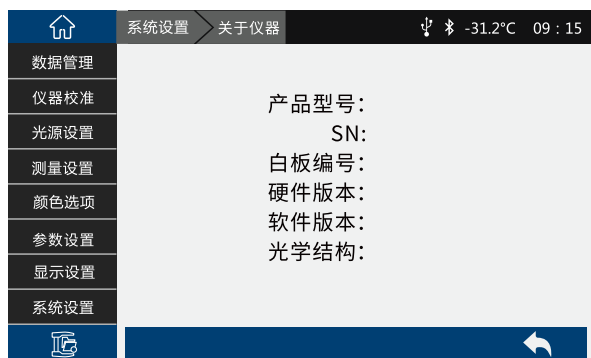 系统设置 关于仪器 -31.2°C 09 : 15
数据管理
仪器校准
光源设置
测量设置
颜色选项
参数设置
显示设置
系统设置
产品型号：
SN:
白板编号：
硬件版本：
软件版本：
光学结构：